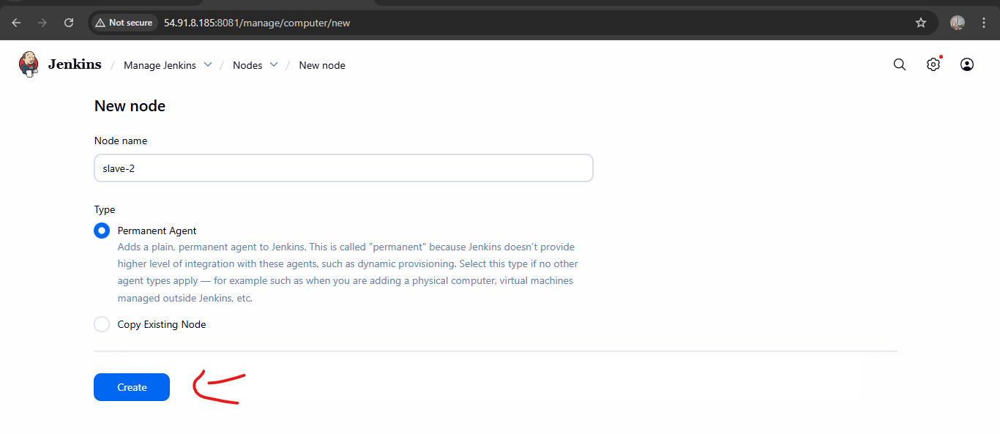 Not secure 54.91.8.185:8081/manage/computer/new
Jenkins / Manage Jenkins / Nodes / New node
New node
Node name
slave-2
Type
Permanent Agent
Adds a plain, permanent agent to Jenkins. This is called "permanent" because Jenkins doesn't provide
higher level of integration with these agents, such as dynamic provisioning. Select this type if no other
agent types apply — for example such as when you are adding a physical computer, virtual machines
managed outside Jenkins, etc.
Copy Existing Node
Create